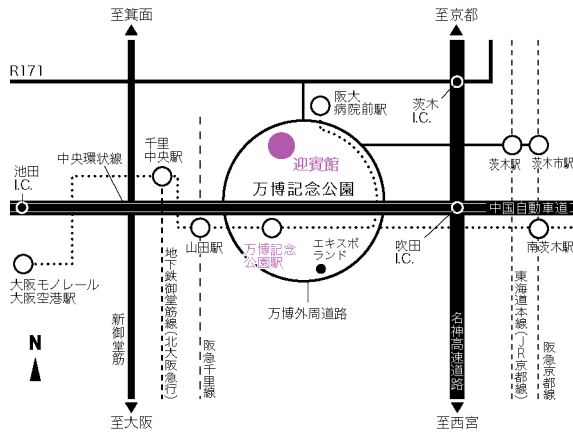 至箕面
至京都
R171
阪大
病院前駅
茨木
I.C.
千里
中央駅
迎賓館
茨木駅
茨木市駅
中央環状線
池田
I.C.
万博記念公園
中国自動車道
山田駅
万博記念
公園駅
エキスポ
ランド
吹田
I.C.
南茨木駅
大阪モノレール
大阪空港駅
万博外周道路
N
新御堂筋
地下鉄御堂筋線(北大阪急行)
阪急千里線
名神高速道路
東海道本線(JR京都線)
阪急京都線
至大阪
至西宮